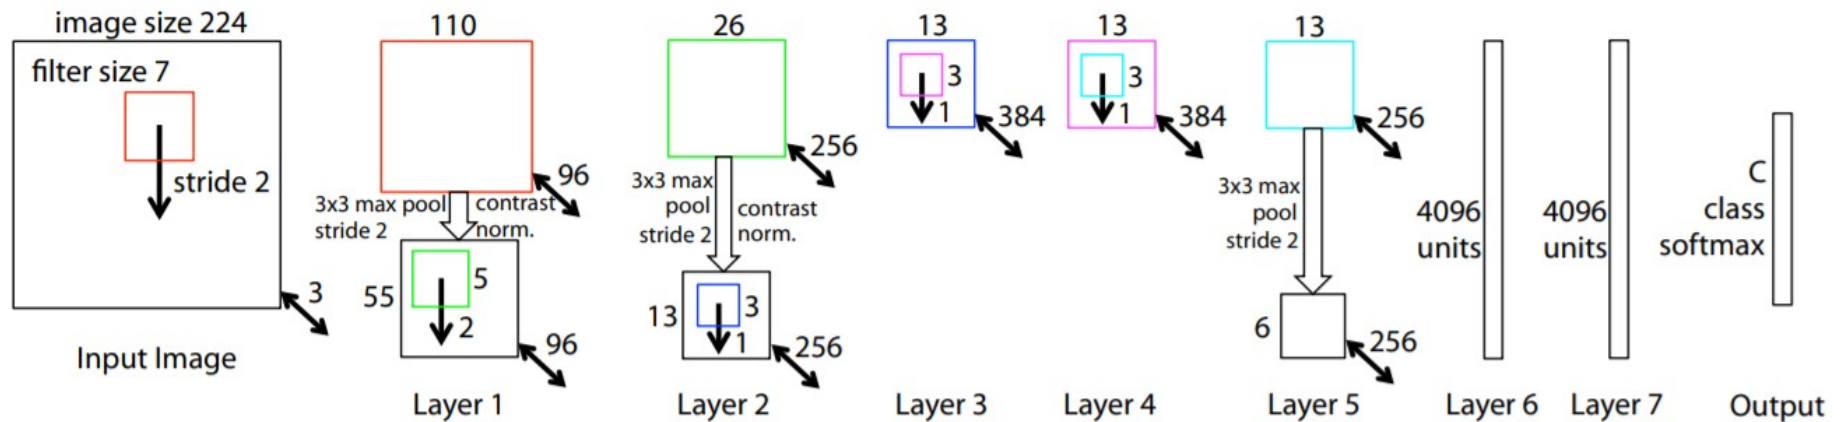 image size 224
filter size 7
stride 2
3
Input Image
110
96
3x3 max pool
stride 2
contrast
norm.
55
5
2
96
Layer 1
26
256
3x3 max
pool
stride 2
contrast
norm.
13
3
1
256
Layer 2
13
3
1
384
Layer 3
13
3
1
384
Layer 4
13
256
3x3 max
pool
stride 2
6
256
Layer 5
4096
units
Layer 6
4096
units
Layer 7
C
class
softmax
Output